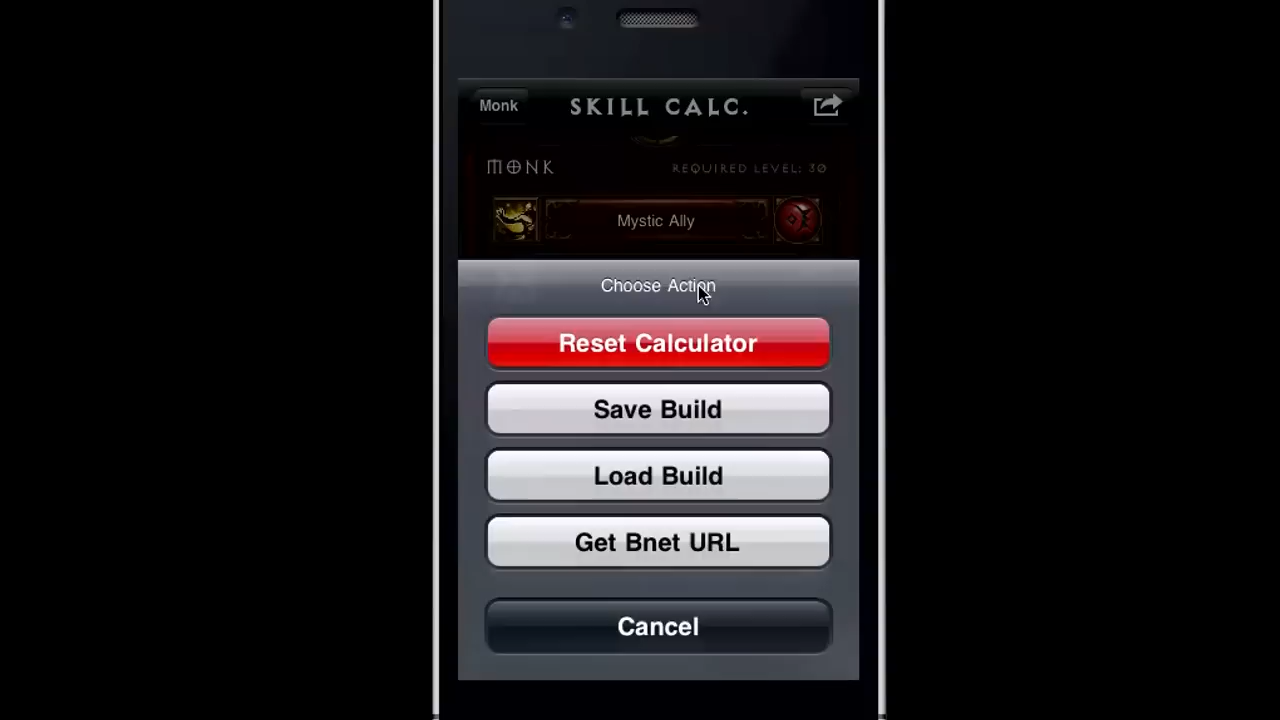 Monk
SKILL CALC.
MONK
REQUIRED LEVEL: 30
Mystic Ally
Choose Action
Reset Calculator
Save Build
Load Build
Get Bnet URL
Cancel